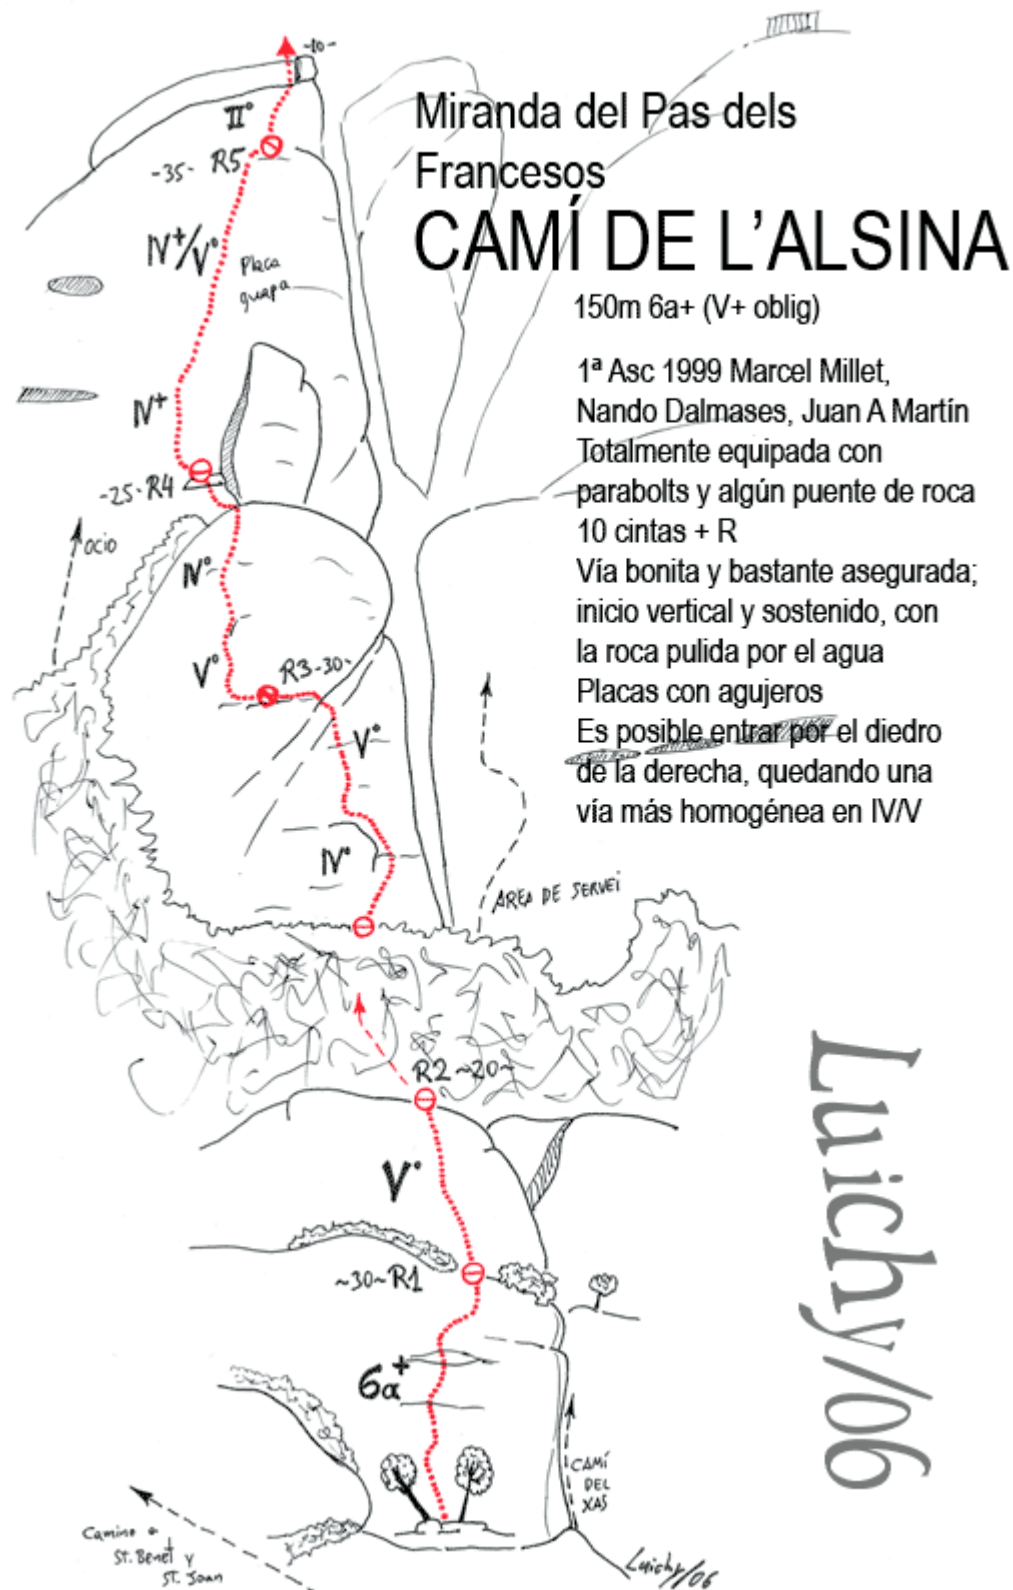 -10-
II°
-35- R5
Miranda del Pas dels
Francesos
CAMÍ DE L'ALSINA
150m 6a+ (V+ oblig)
1ª Asc 1999 Marcel Millet,
Nando Dalmases, Juan A Martín
Totalmente equipada con
parabolts y algún puente de roca
10 cintas + R
Vía bonita y bastante asegurada;
inicio vertical y sostenido, con
la roca pulida por el agua
Placas con agujeros
Es posible entrar por el diedro
de la derecha, quedando una
vía más homogénea en IV/V
IV+/V°
Placa
guapa
IV+
-25- R4
OCIO
IV°
V°
R3 -30-
V°
IV°
AREA DE SERVEI
R2 ~20~
V°
~30~ R1
6a+
CAMÍ
DEL
XAS
Camino a
ST. Benet y
ST. Joan
Luichy/06
Luichy/06